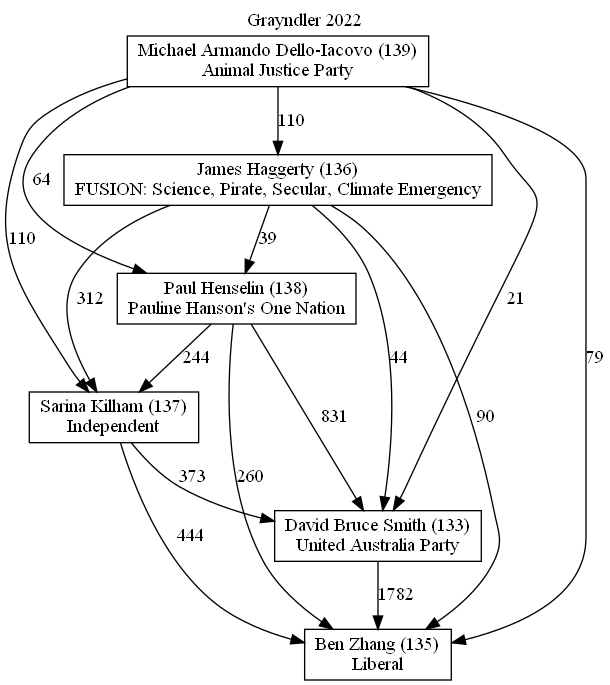 Grayndler 2022
Michael Armando Dello-Iacovo (139)
Animal Justice Party
110
James Haggerty (136)
FUSION: Science, Pirate, Secular, Climate Emergency
64
110
39
21
79
Paul Henselin (138)
Pauline Hanson's One Nation
312
244
44
Sarina Kilham (137)
Independent
831
90
373
260
David Bruce Smith (133)
United Australia Party
444
1782
Ben Zhang (135)
Liberal